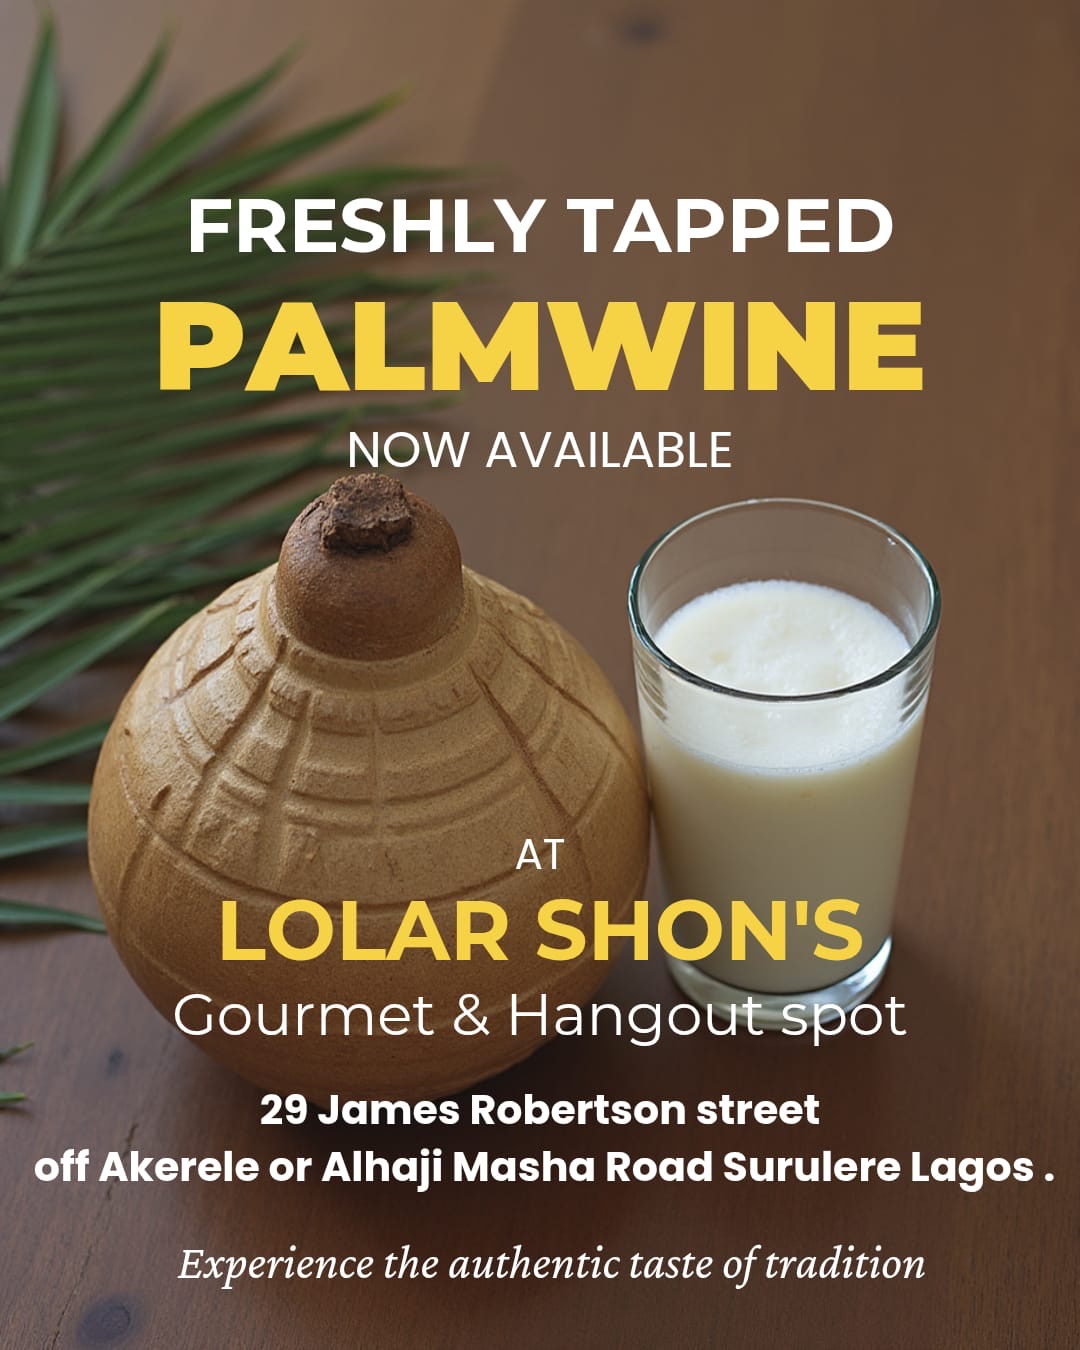 FRESHLY TAPPED
PALMWINE
NOW AVAILABLE
AT
LOLAR SHON'S
Gourmet & Hangout spot
29 James Robertson street
off Akerele or Alhaji Masha Road Surulere Lagos .
Experience the authentic taste of tradition